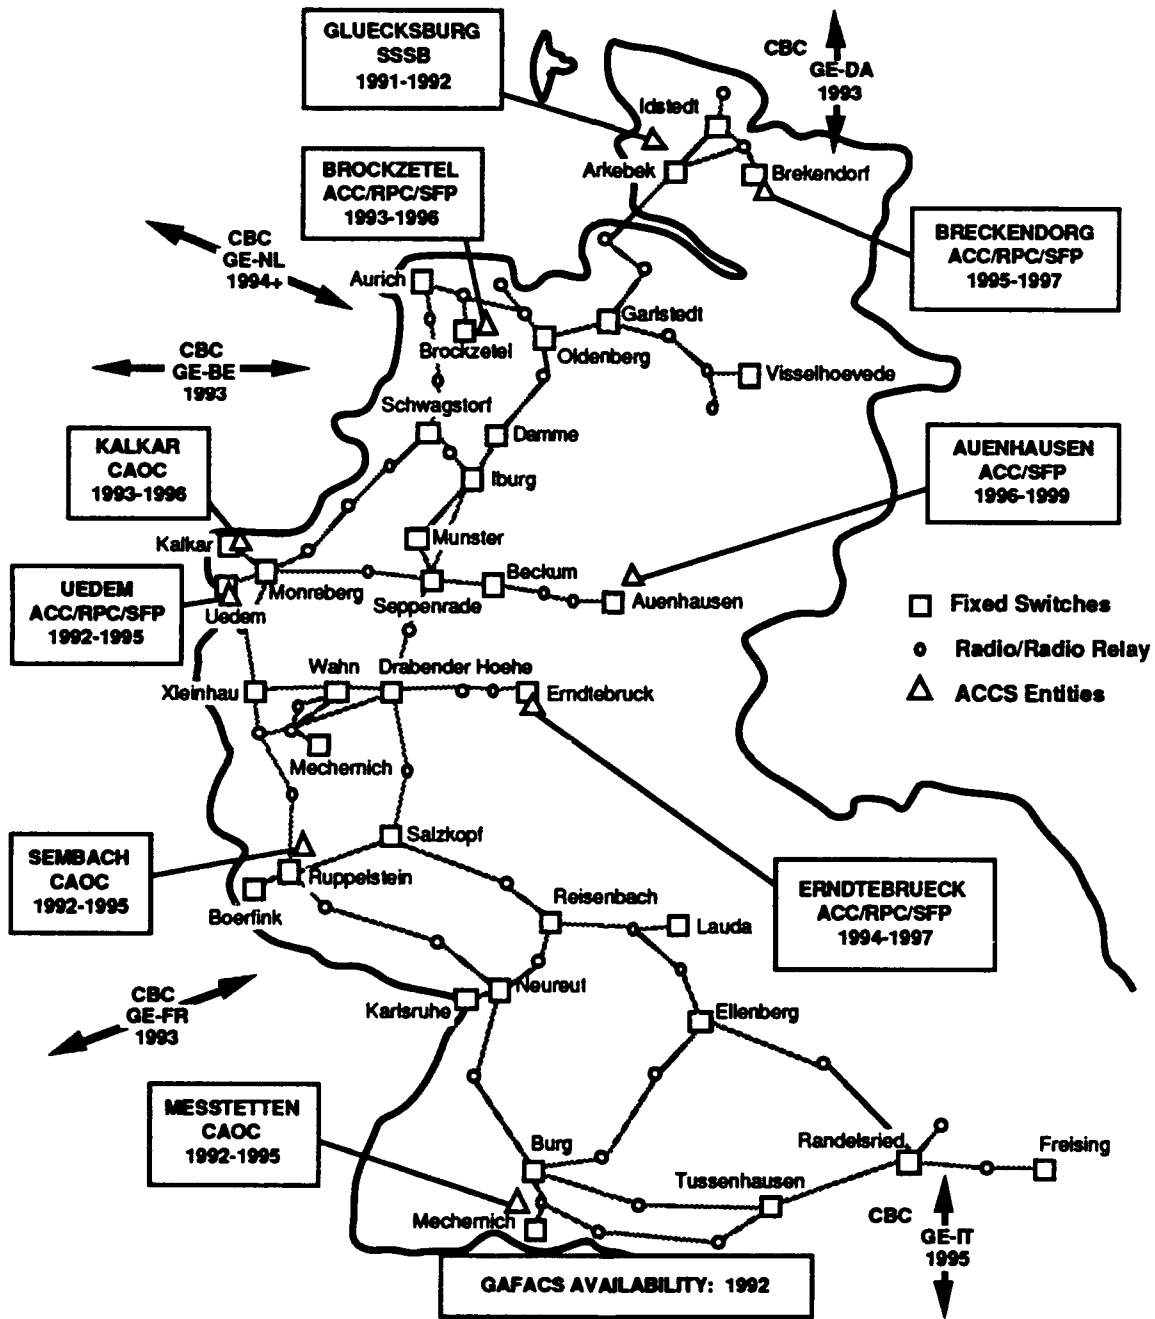 GLUECKSBURG
SSSB
1991-1992
CBC
GE-DA
1993
Idstedt
Arkebek
Brekendorf
BROCKZETEL
ACC/RPC/SFP
1993-1996
BRECKENDORG
ACC/RPC/SFP
1995-1997
CBC
GE-NL
1994+
Aurich
Garlstedt
Brockzetel
Oldenberg
CBC
GE-BE
1993
Visselhoevede
Schwagstorf
Damme
KALKAR
CAOC
1993-1996
AUENHAUSEN
ACC/SFP
1996-1999
Iburg
Kalkar
Munster
UEDEM
ACC/RPC/SFP
1992-1995
Monreberg
Beckum
Seppenrade
Auenhausen
Uedem
Fixed Switches
Radio/Radio Relay
ACCS Entities
Wahn
Drabender Hoehe
Xleinhau
Erndtebruck
Mechernich
SEMBACH
CAOC
1992-1995
Salzkopf
Ruppelstein
Boerfink
ERNDTEBRUECK
ACC/RPC/SFP
1994-1997
Reisenbach
Lauda
CBC
GE-FR
1993
Neureut
Karlsruhe
Ellenberg
MESSTETTEN
CAOC
1992-1995
Burg
Randelsried
Freising
Tussenhausen
Mechernich
CBC
GE-IT
1995
GAFACS AVAILABILITY: 1992